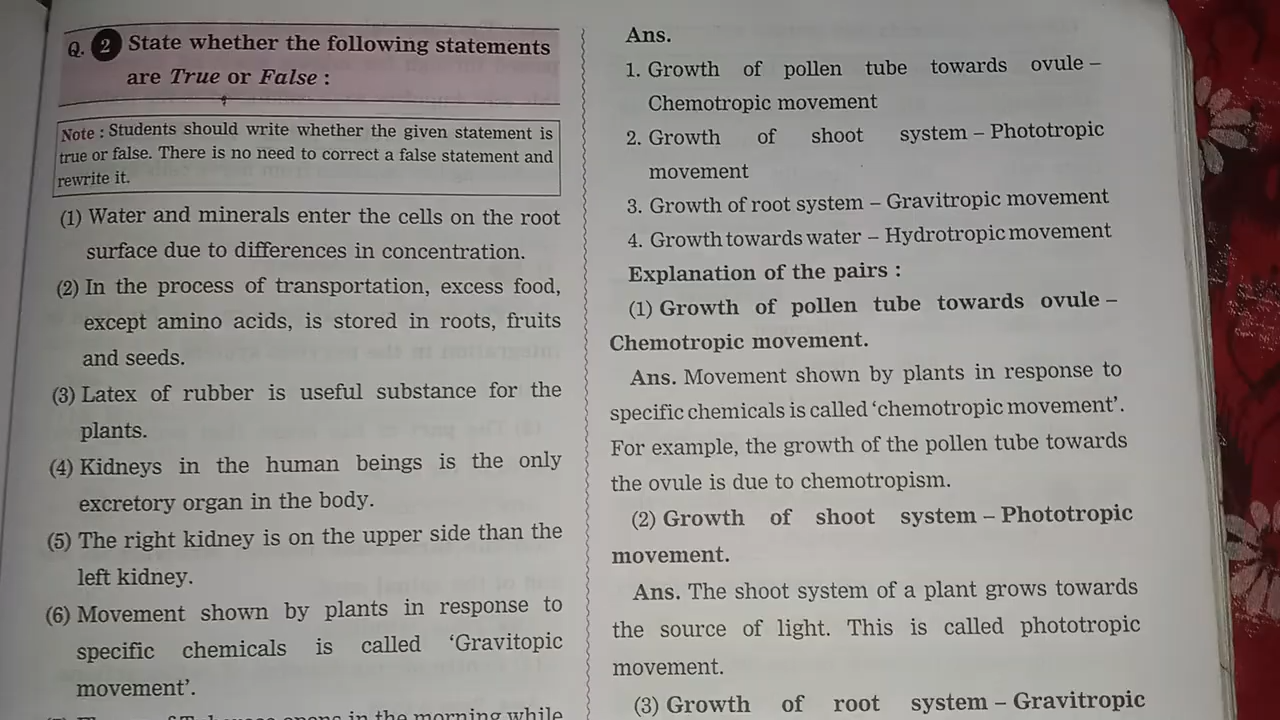 Q. 2 State whether the following statements
are True or False :
Note : Students should write whether the given statement is
true or false. There is no need to correct a false statement and
rewrite it.
(1) Water and minerals enter the cells on the root
surface due to differences in concentration.
(2) In the process of transportation, excess food,
except amino acids, is stored in roots, fruits
and seeds.
(3) Latex of rubber is useful substance for the
plants.
(4) Kidneys in the human beings is the only
excretory organ in the body.
(5) The right kidney is on the upper side than the
left kidney.
(6) Movement shown by plants in response to
specific chemicals is called ‘Gravitopic
movement’.
in the morning while
Ans.
1. Growth of pollen tube towards ovule –
Chemotropic movement
2. Growth of shoot system – Phototropic
movement
3. Growth of root system – Gravitropic movement
4. Growth towards water – Hydrotropic movement
Explanation of the pairs :
(1) Growth of pollen tube towards ovule –
Chemotropic movement.
Ans. Movement shown by plants in response to
specific chemicals is called ‘chemotropic movement’.
For example, the growth of the pollen tube towards
the ovule is due to chemotropism.
(2) Growth of shoot system – Phototropic
movement.
Ans. The shoot system of a plant grows towards
the source of light. This is called phototropic
movement.
(3) Growth of root system – Gravitropic